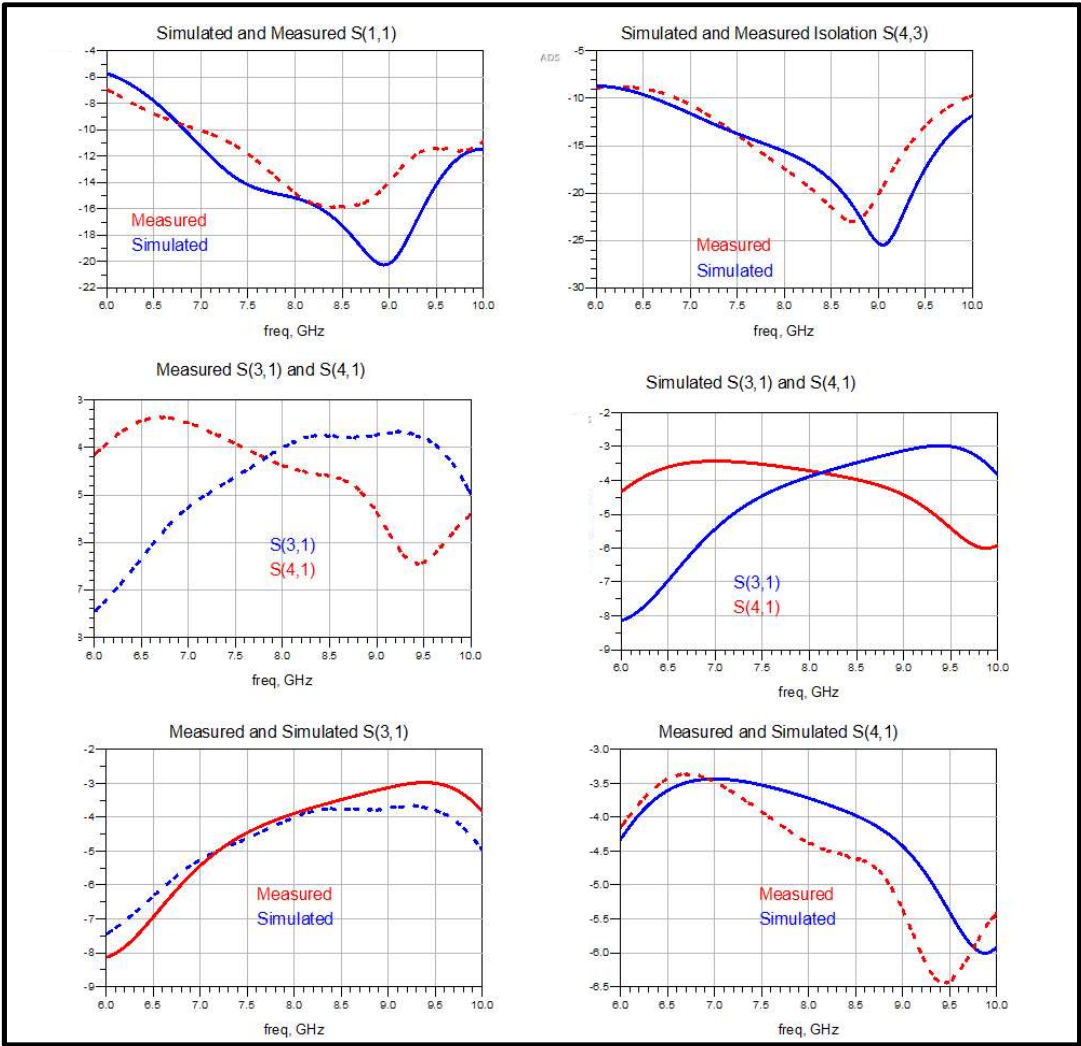 Simulated and Measured S(1,1)
-4
-6
-8
-10
-12
-14
-16
-18
-20
-22
Measured
Simulated
6.0 6.5 7.0 7.5 8.0 8.5 9.0 9.5 10.0
freq, GHz
Simulated and Measured Isolation S(4,3)
ADS
-5
-10
-15
-20
-25
-30
Measured
Simulated
6.0 6.5 7.0 7.5 8.0 8.5 9.0 9.5 10.0
freq, GHz
Measured S(3,1) and S(4,1)
3
4
5
6
7
8
S(3,1)
S(4,1)
6.0 6.5 7.0 7.5 8.0 8.5 9.0 9.5 10.0
freq, GHz
Simulated S(3,1) and S(4,1)
-2
-3
-4
-5
-6
-7
-8
-9
S(3,1)
S(4,1)
6.0 6.5 7.0 7.5 8.0 8.5 9.0 9.5 10.0
freq, GHz
Measured and Simulated S(3,1)
-2
-3
-4
-5
-6
-7
-8
-9
Measured
Simulated
6.0 6.5 7.0 7.5 8.0 8.5 9.0 9.5 10.0
freq, GHz
Measured and Simulated S(4,1)
-3.0
-3.5
-4.0
-4.5
-5.0
-5.5
-6.0
-6.5
Measured
Simulated
6.0 6.5 7.0 7.5 8.0 8.5 9.0 9.5 10.0
freq, GHz